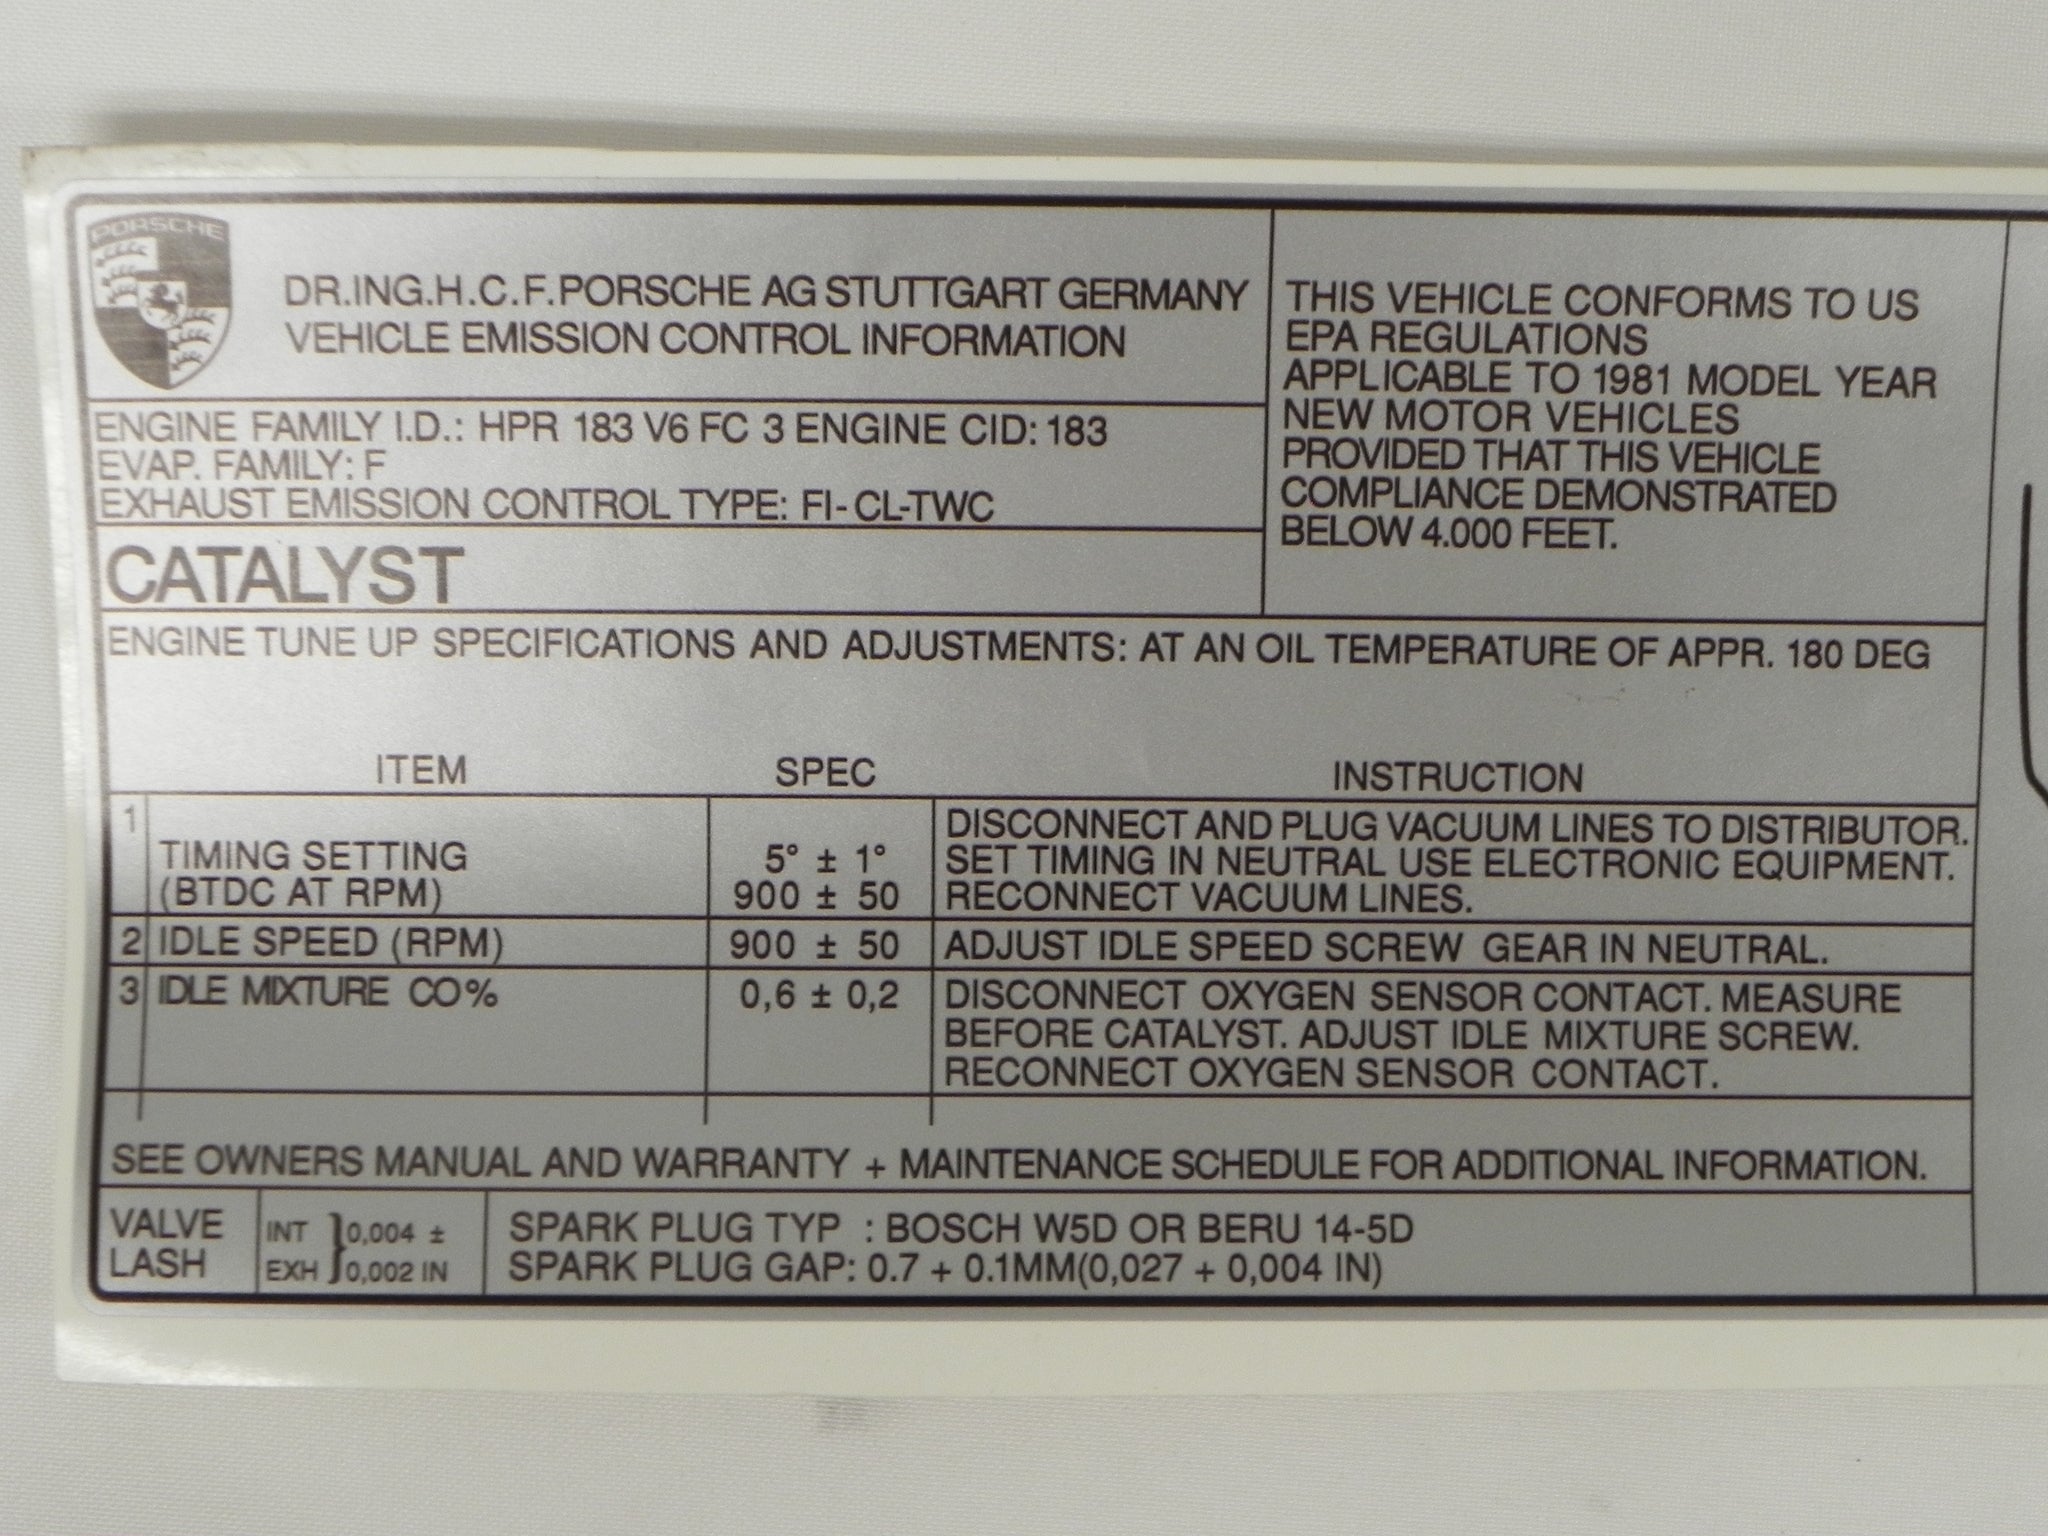 PORSCHE
DR.ING.H.C.F.PORSCHE AG STUTTGART GERMANY
VEHICLE EMISSION CONTROL INFORMATION
THIS VEHICLE CONFORMS TO US
EPA REGULATIONS
APPLICABLE TO 1981 MODEL YEAR
NEW MOTOR VEHICLES
PROVIDED THAT THIS VEHICLE
COMPLIANCE DEMONSTRATED
BELOW 4.000 FEET.
ENGINE FAMILY I.D.: HPR 183 V6 FC 3 ENGINE CID: 183
EVAP. FAMILY: F
EXHAUST EMISSION CONTROL TYPE: FI-CL-TWC
CATALYST
ENGINE TUNE UP SPECIFICATIONS AND ADJUSTMENTS: AT AN OIL TEMPERATURE OF APPR. 180 DEG
ITEM SPEC INSTRUCTION
1
TIMING SETTING
(BTDC AT RPM)
5° ± 1°
900 ± 50
DISCONNECT AND PLUG VACUUM LINES TO DISTRIBUTOR.
SET TIMING IN NEUTRAL USE ELECTRONIC EQUIPMENT.
RECONNECT VACUUM LINES.
2 IDLE SPEED (RPM) 900 ± 50 ADJUST IDLE SPEED SCREW GEAR IN NEUTRAL.
3 IDLE MIXTURE CO% 0,6 ± 0,2 DISCONNECT OXYGEN SENSOR CONTACT. MEASURE
BEFORE CATALYST. ADJUST IDLE MIXTURE SCREW.
RECONNECT OXYGEN SENSOR CONTACT.
SEE OWNERS MANUAL AND WARRANTY + MAINTENANCE SCHEDULE FOR ADDITIONAL INFORMATION.
VALVE
LASH
INT } 0,004 ±
EXH 0,002 IN
SPARK PLUG TYP : BOSCH W5D OR BERU 14-5D
SPARK PLUG GAP: 0.7 + 0.1MM(0,027 + 0,004 IN)